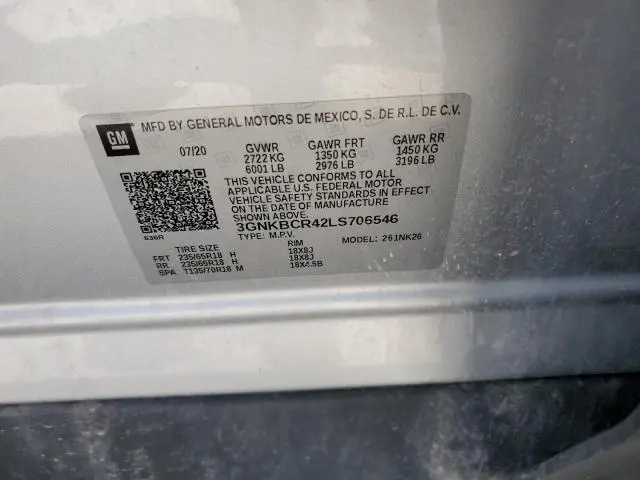 GM
MFD BY GENERAL MOTORS DE MEXICO, S. DE R.L. DE C.V.
07/20 GVWR GAWR FRT GAWR RR
2722 KG 1350 KG 1450 KG
6001 LB 2976 LB 3196 LB
THIS VEHICLE CONFORMS TO ALL
APPLICABLE U.S. FEDERAL MOTOR
VEHICLE SAFETY STANDARDS IN EFFECT
ON THE DATE OF MANUFACTURE
SHOWN ABOVE.
3GNKBCR42LS706546
636R TYPE: M.P.V. MODEL: 261NK26
TIRE SIZE RIM
FRT 235/65R18 H 18X8J
RR 235/65R18 H 18X8J
SPA T135/70R18 M 18X4.5B